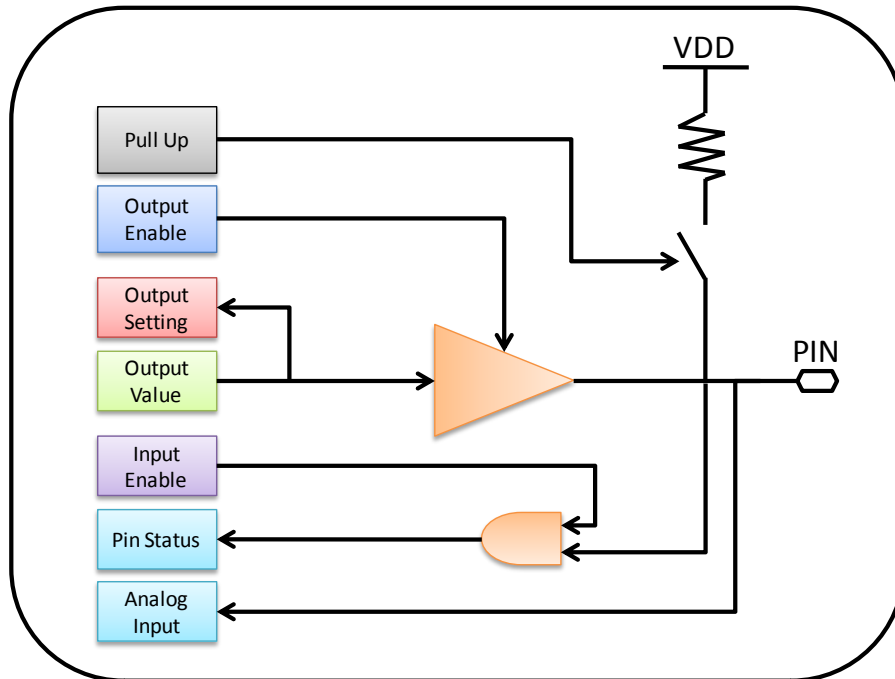 VDD
Pull Up
Output
Enable
Output
Setting
Output
Value
PIN
Input
Enable
Pin Status
Analog
Input